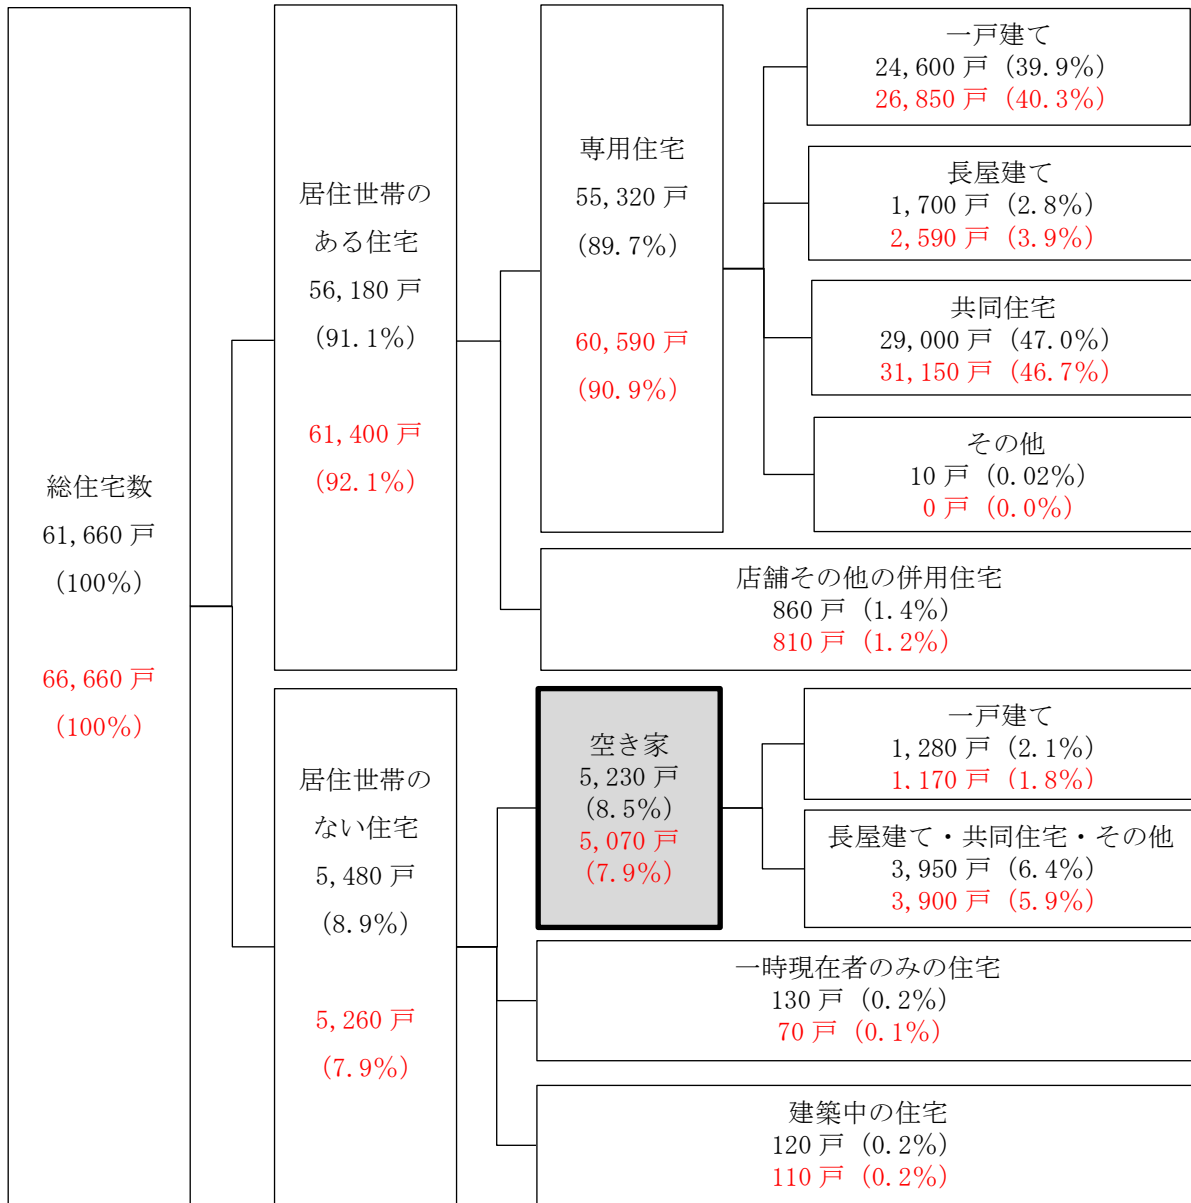 総住宅数
61,660 戸
(100%)
66,660 戸
(100%)
居住世帯の
ある住宅
56,180 戸
(91.1%)
61,400 戸
(92.1%)
専用住宅
55,320 戸
(89.7%)
60,590 戸
(90.9%)
一戸建て
24,600 戸 (39.9%)
26,850 戸 (40.3%)
長屋建て
1,700 戸 (2.8%)
2,590 戸 (3.9%)
共同住宅
29,000 戸 (47.0%)
31,150 戸 (46.7%)
その他
10 戸 (0.02%)
0 戸 (0.0%)
店舗その他の併用住宅
860 戸 (1.4%)
810 戸 (1.2%)
居住世帯の
ない住宅
5,480 戸
(8.9%)
5,260 戸
(7.9%)
空き家
5,230 戸
(8.5%)
5,070 戸
(7.9%)
一戸建て
1,280 戸 (2.1%)
1.170 戸 (1.8%)
長屋建て・共同住宅・その他
3,950 戸 (6.4%)
3,900 戸 (5.9%)
一時現在者のみの住宅
130 戸 (0.2%)
70 戸 (0.1%)
建築中の住宅
120 戸 (0.2%)
110 戸 (0.2%)